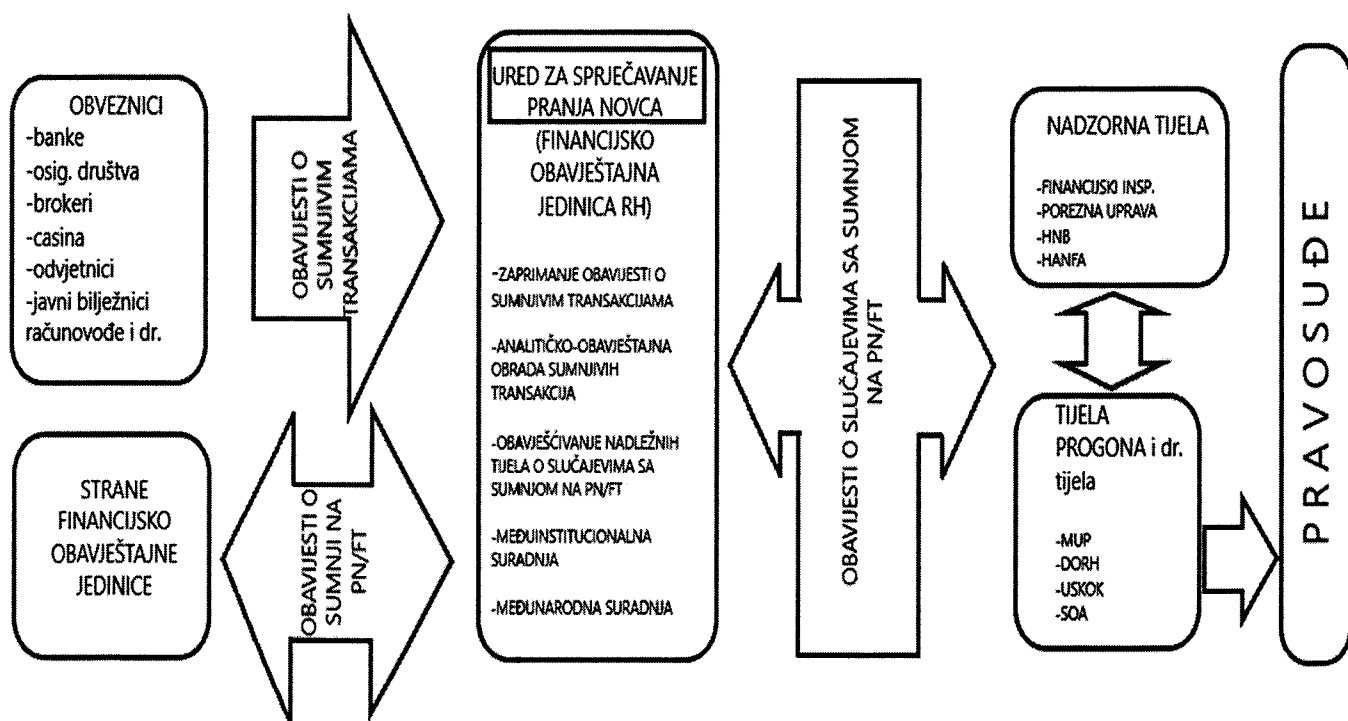 OBVEZNICI
-banke
-osig. društva
-brokeri
-casina
-odvjetnici
-javni bilježnici
računovođe i dr.
STRANE
FINANCIJSKO
OBAVJEŠTAJNE
JEDINICE
OBAVIJESTI O
SUMNJIVIM
TRANSAKCIJAMA
OBAVIJESTI O
SUMNJI NA
PN/FT
URED ZA SPRJEČAVANJE
PRANJA NOVCA
(FINANCIJSKO
OBAVJEŠTAJNA
JEDINICA RH)
-ZAPRIMANJE OBAVIJESTI O
SUMNJIVIM TRANSAKCIJAMA
-ANALITIČKO-OBAVJEŠTAJNA
OBRADA SUMNJIVIH
TRANSAKCIJA
-OBAVJEŠĆIVANJE NADLEŽNIH
TIJELA O SLUČAJEVIMA SA
SUMNJOM NA PN/FT
-MEĐUINSTITUCIONALNA
SURADNJA
-MEĐUNARODNA SURADNJA
OBAVIJESTI O SLUČAJEVIMA SA SUMNJOM
NA PN/FT
NADZORNA TIJELA
-FINANCIJSKI INSP.
-POREZNA UPRAVA
-HNB
-HANFA
TIJELA
PROGONA i dr.
tijela
-MUP
-DORH
-USKOK
-SOA
PRAVOSUĐE